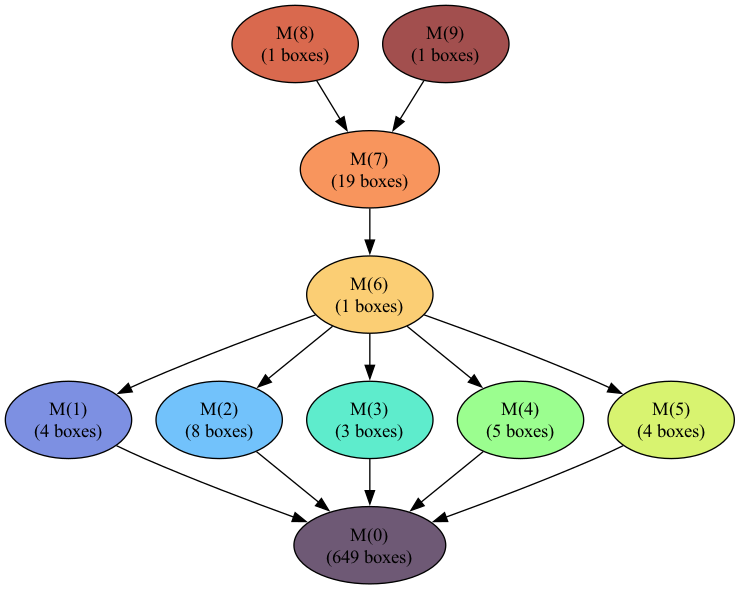 M(8)
(1 boxes)
M(9)
(1 boxes)
M(7)
(19 boxes)
M(6)
(1 boxes)
M(1)
(4 boxes)
M(2)
(8 boxes)
M(3)
(3 boxes)
M(4)
(5 boxes)
M(5)
(4 boxes)
M(0)
(649 boxes)